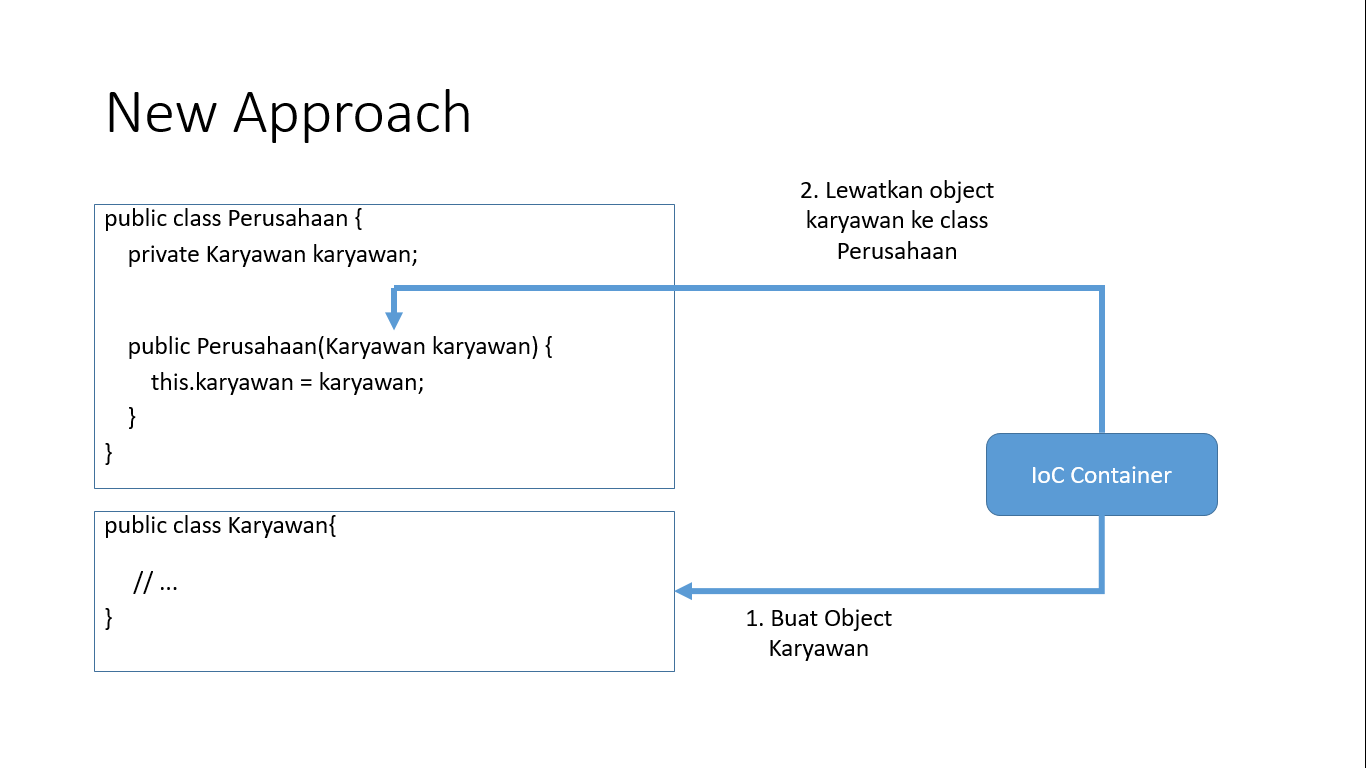 New Approach
public class Perusahaan {
private Karyawan karyawan;
public Perusahaan(Karyawan karyawan) {
this.karyawan = karyawan;
}
}
2. Lewatkan object
karyawan ke class
Perusahaan
IoC Container
public class Karyawan{
// ...
}
1. Buat Object
Karyawan